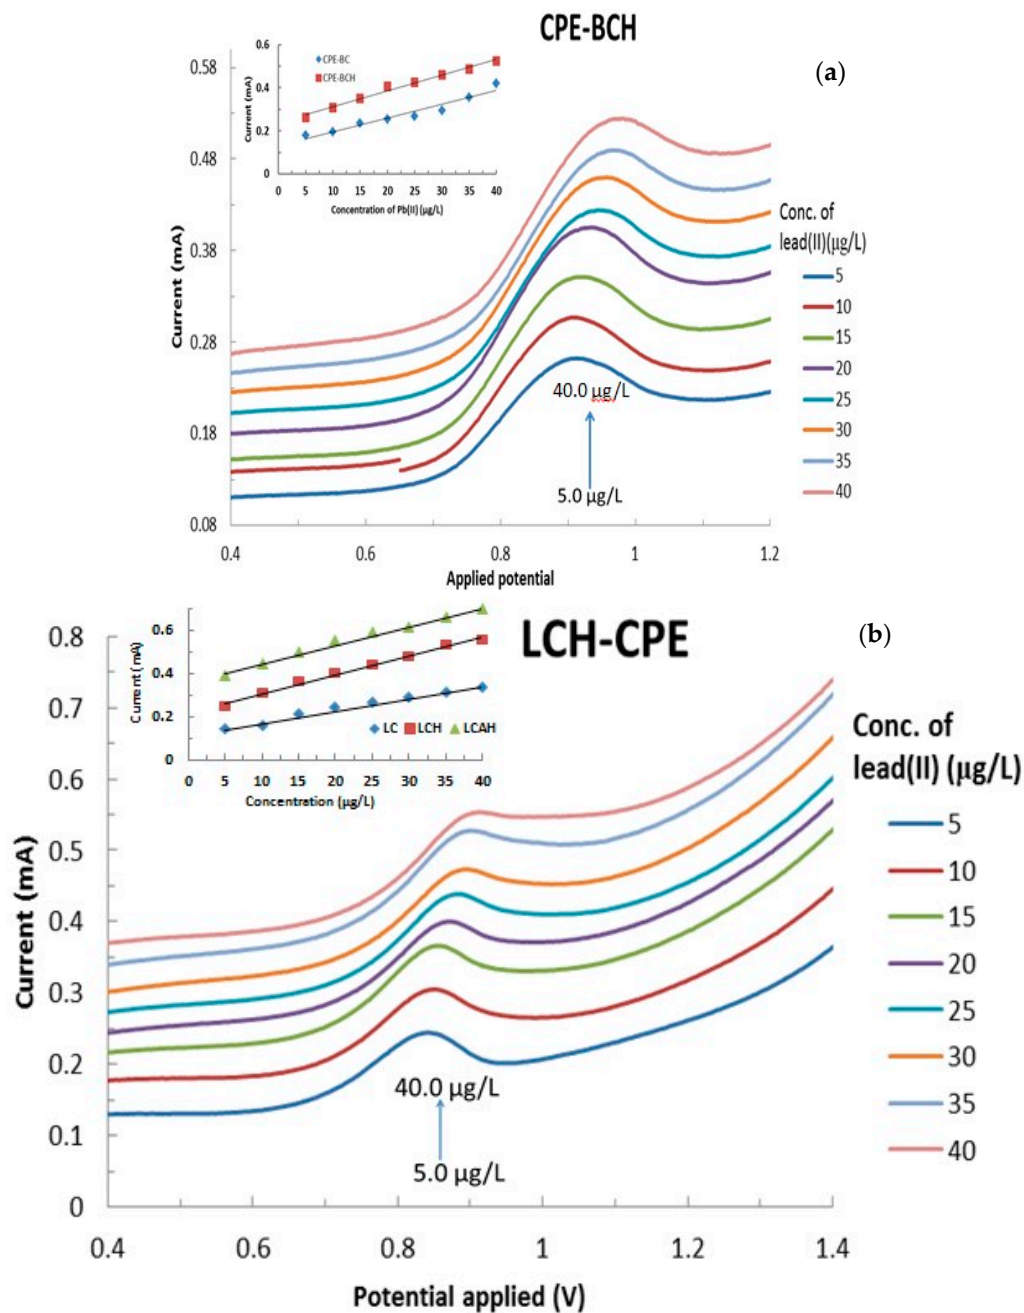 CPE-BCH
(a)
0.6
0.4
0.2
0
Current (mA)
CPE-BC
CPE-BCH
0 5 10 15 20 25 30 35 40
Concentration of Pb(II) (µg/L)
0.58
0.48
0.38
0.28
0.18
0.08
Current (mA)
Conc. of
lead(II)(µg/L)
5
10
15
20
25
30
35
40
40.0 µg/L
5.0 µg/L
0.4 0.6 0.8 1 1.2
Applied potential
LCH-CPE
(b)
0.6
0.4
0.2
0
Current (mA)
LC LCH LCAH
0 5 10 15 20 25 30 35 40
Concentration (µg/L)
0.8
0.7
0.6
0.5
0.4
0.3
0.2
0.1
0
Current (mA)
Conc. of
lead(II) (µg/L)
5
10
15
20
25
30
35
40
40.0 µg/L
5.0 µg/L
0.4 0.6 0.8 1 1.2 1.4
Potential applied (V)